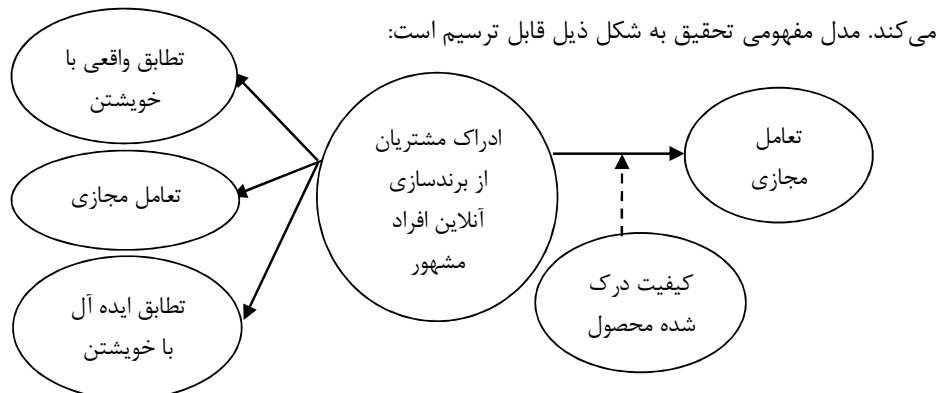 می‌کند. مدل مفهومی تحقیق به شکل ذیل قابل ترسیم است:
تطابق واقعی با
خویشتن
تعامل مجازی
تطابق ایده آل
با خویشتن
ادراک مشتریان
از برندسازی
آنلاین افراد
مشهور
تعامل
مجازی
کیفیت درک
شده محصول